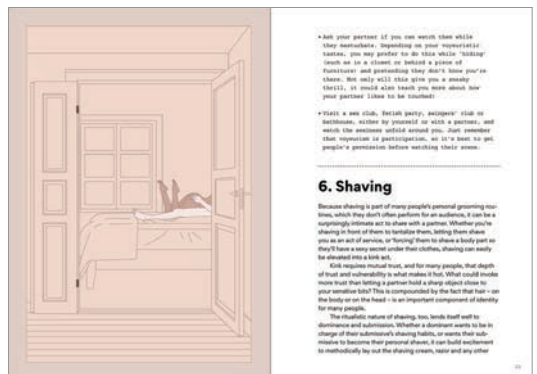 • Ask your partner if you can watch them while
they masturbate. Depending on your voyeuristic
tastes, you may prefer to do this while 'hiding'
(such as in a closet or behind a piece of
furniture) and pretending they don't know you're
there. Not only will this give you a sneaky
thrill, it could also teach you more about how
your partner likes to be touched!
• Visit a sex club, fetish party, swingers' club or
bathhouse, either by yourself or with a partner, and
watch the sexiness unfold around you. Just remember
that voyeurism is participation, so it's best to get
people's permission before watching their scene.
6. Shaving
Because shaving is part of many people's personal grooming rou-
tines, which they don't often perform for an audience, it can be a
surprisingly intimate act to share with a partner. Whether you're
shaving in front of them to tantalize them, letting them shave
you as an act of service, or 'forcing' them to shave a body part so
they'll have a sexy secret under their clothes, shaving can easily
be elevated into a kink act.
Kink requires mutual trust, and for many people, that depth
of trust and vulnerability is what makes it hot. What could invoke
more trust than letting a partner hold a sharp object close to
your sensitive bits? This is compounded by the fact that hair – on
the body or on the head – is an important component of identity
for many people.
The ritualistic nature of shaving, too, lends itself well to
dominance and submission. Whether a dominant wants to be in
charge of their submissive's shaving habits, or wants their sub-
missive to become their personal shaver, it can build excitement
to methodically lay out the shaving cream, razor and any other